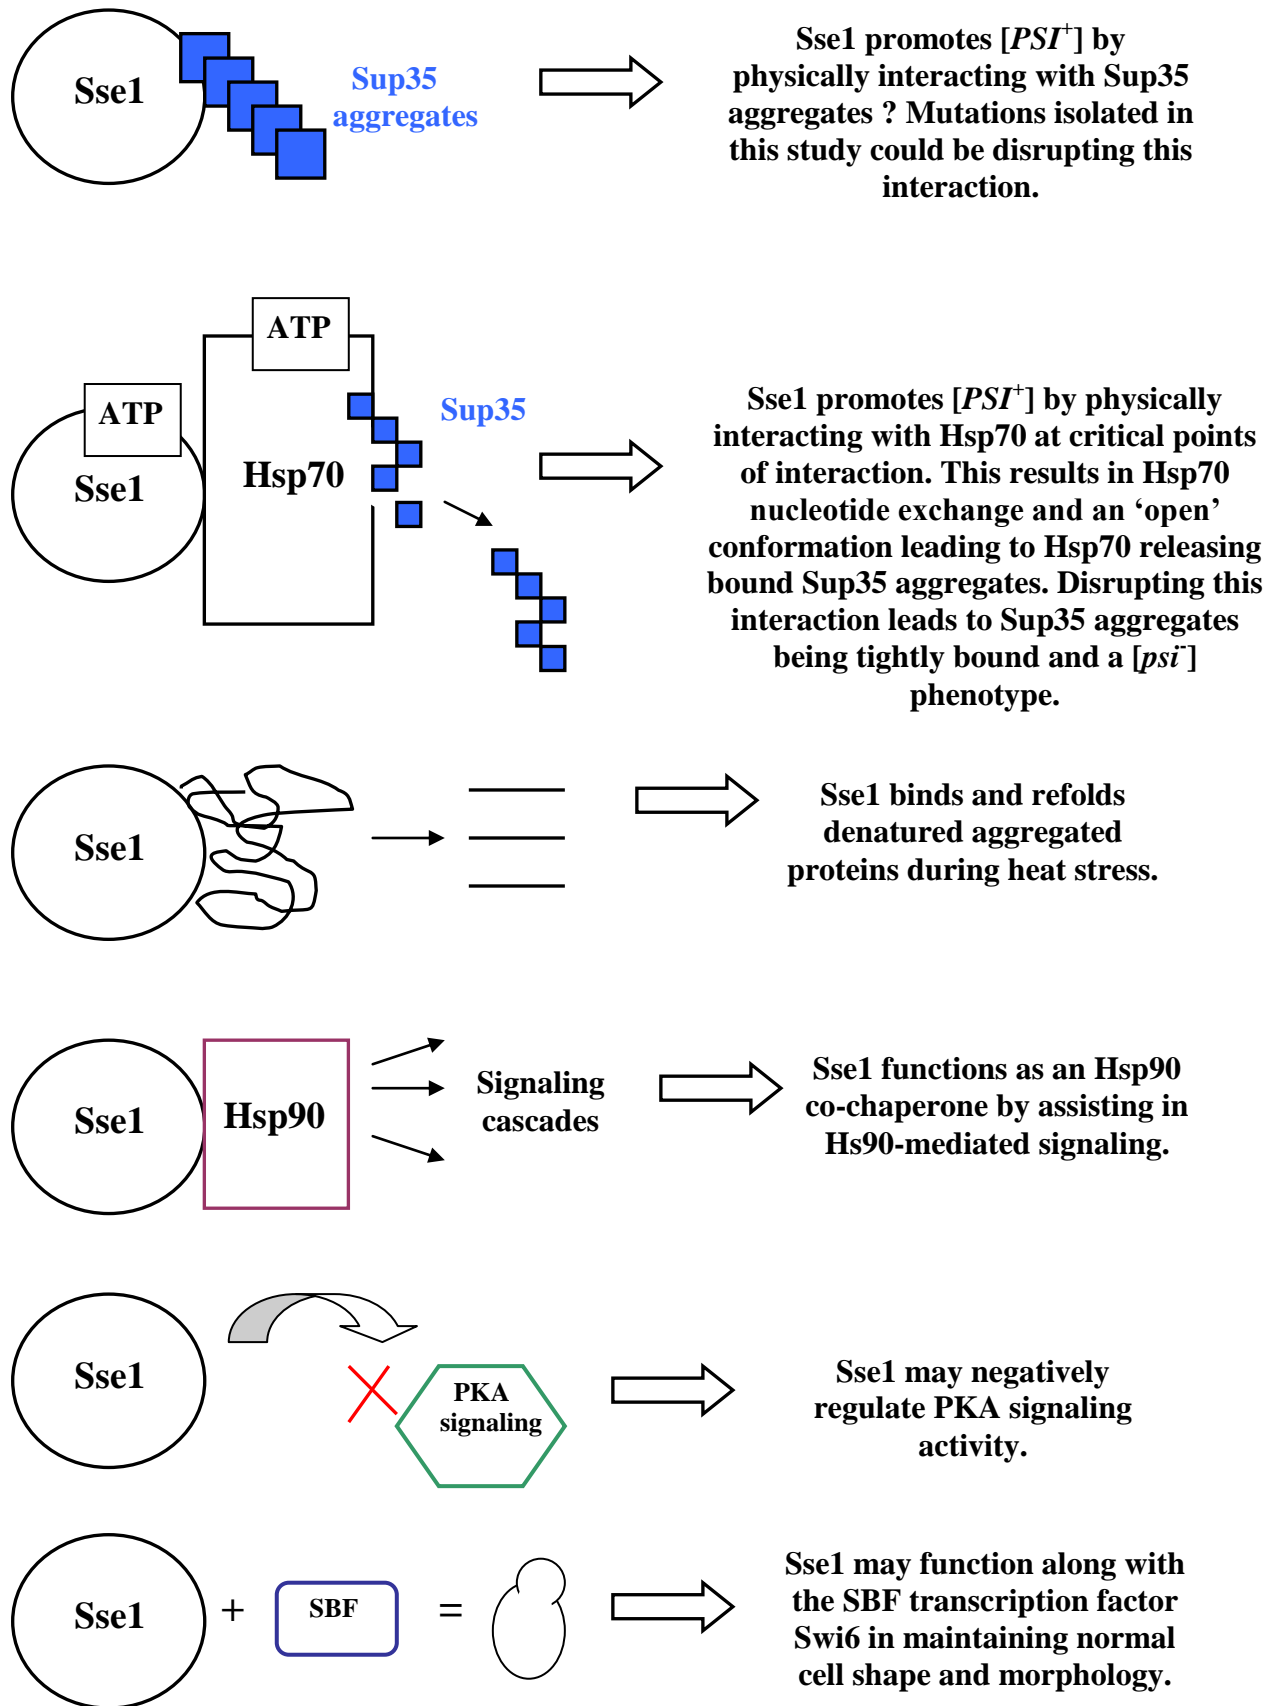 Sse1
Sup35
aggregates
Sse1 promotes [PSI⁺] by
physically interacting with Sup35
aggregates ? Mutations isolated in
this study could be disrupting this
interaction.
ATP
ATP
Sse1
Hsp70
Sup35
Sse1 promotes [PSI⁺] by physically
interacting with Hsp70 at critical points
of interaction. This results in Hsp70
nucleotide exchange and an ‘open’
conformation leading to Hsp70 releasing
bound Sup35 aggregates. Disrupting this
interaction leads to Sup35 aggregates
being tightly bound and a [psi⁻]
phenotype.
Sse1
Sse1 binds and refolds
denatured aggregated
proteins during heat stress.
Sse1
Hsp90
Signaling
cascades
Sse1 functions as an Hsp90
co-chaperone by assisting in
Hs90-mediated signaling.
Sse1
PKA
signaling
Sse1 may negatively
regulate PKA signaling
activity.
Sse1
+
SBF
=
Sse1 may function along with
the SBF transcription factor
Swi6 in maintaining normal
cell shape and morphology.